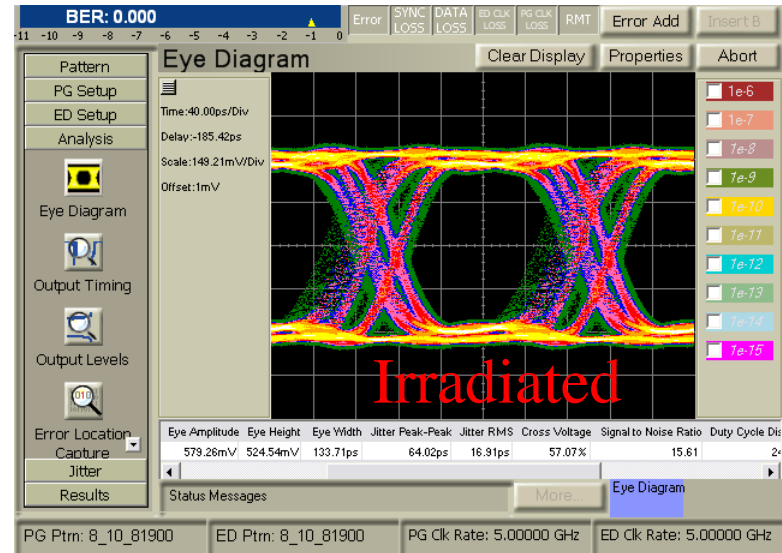 BER: 0.000
-11 -10 -9 -8 -7 -6 -5 -4 -3 -2 -1 0
Error
SYNC LOSS
DATA LOSS
ED CLK LOSS
PG CLK LOSS
RMT
Error Add
Insert B
Pattern
PG Setup
ED Setup
Analysis
Eye Diagram
Output Timing
Output Levels
Error Location
Capture
Jitter
Results
Eye Diagram
Clear Display
Properties
Abort
Time:40.00ps/Div
Delay:-185.42ps
Scale:149.21mV/Div
Offset:1mV
Irradiated
1e-6
1e-7
1e-8
1e-9
1e-10
1e-11
1e-12
1e-13
1e-14
1e-15
Eye Amplitude Eye Height Eye Width Jitter Peak-Peak Jitter RMS Cross Voltage Signal to Noise Ratio Duty Cycle Dis
579.26mV 524.54mV 133.71ps 64.02ps 16.91ps 57.07% 15.61 24
Status Messages
More...
Eye Diagram
PG Ptrn: 8_10_81900
ED Ptrn: 8_10_81900
PG Clk Rate: 5.00000 GHz
ED Clk Rate: 5.00000 GHz